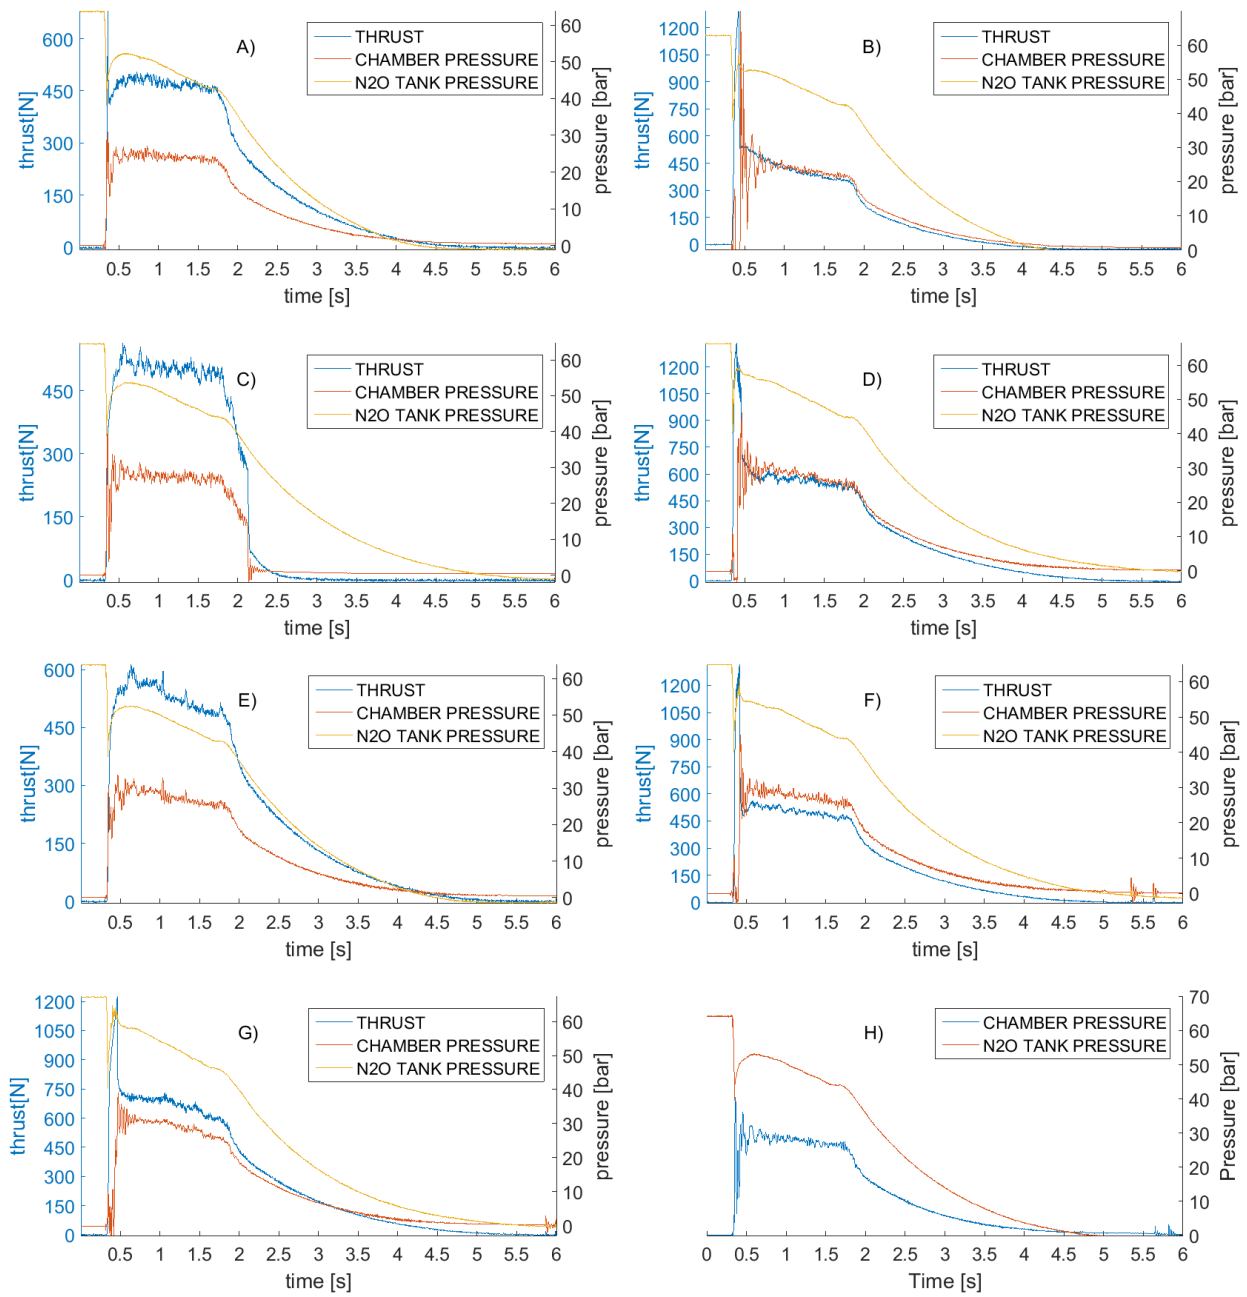 A)
THRUST
CHAMBER PRESSURE
N2O TANK PRESSURE
thrust[N]
600
450
300
150
0
pressure [bar]
60
50
40
30
20
10
0
0.5 1 1.5 2 2.5 3 3.5 4 4.5 5 5.5 6
time [s]
B)
THRUST
CHAMBER PRESSURE
N2O TANK PRESSURE
thrust[N]
1200
1050
900
750
600
450
300
150
0
pressure [bar]
60
50
40
30
20
10
0
0.5 1 1.5 2 2.5 3 3.5 4 4.5 5 5.5 6
time [s]
C)
THRUST
CHAMBER PRESSURE
N2O TANK PRESSURE
thrust[N]
450
300
150
0
pressure [bar]
60
50
40
30
20
10
0
0.5 1 1.5 2 2.5 3 3.5 4 4.5 5 5.5 6
time [s]
D)
THRUST
CHAMBER PRESSURE
N2O TANK PRESSURE
thrust[N]
1200
1050
900
750
600
450
300
150
0
pressure [bar]
60
50
40
30
20
10
0
0.5 1 1.5 2 2.5 3 3.5 4 4.5 5 5.5 6
time [s]
E)
THRUST
CHAMBER PRESSURE
N2O TANK PRESSURE
thrust[N]
600
450
300
150
0
pressure [bar]
60
50
40
30
20
10
0
0.5 1 1.5 2 2.5 3 3.5 4 4.5 5 5.5 6
time [s]
F)
THRUST
CHAMBER PRESSURE
N2O TANK PRESSURE
thrust[N]
1200
1050
900
750
600
450
300
150
0
pressure [bar]
60
50
40
30
20
10
0
0.5 1 1.5 2 2.5 3 3.5 4 4.5 5 5.5 6
time [s]
G)
THRUST
CHAMBER PRESSURE
N2O TANK PRESSURE
thrust[N]
1200
1050
900
750
600
450
300
150
0
pressure [bar]
60
50
40
30
20
10
0
0.5 1 1.5 2 2.5 3 3.5 4 4.5 5 5.5 6
time [s]
H)
CHAMBER PRESSURE
N2O TANK PRESSURE
Pressure [bar]
70
60
50
40
30
20
10
0
0 0.5 1 1.5 2 2.5 3 3.5 4 4.5 5 5.5 6
Time [s]